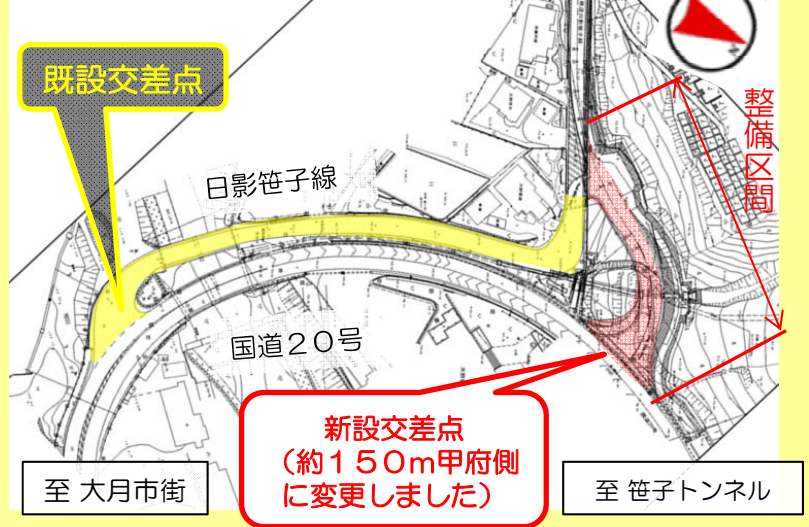 既設交差点
整備区間
日影笹子線
国道20号
新設交差点
(約150m甲府側
に変更しました)
至 大月市街
至 笹子トンネル
N